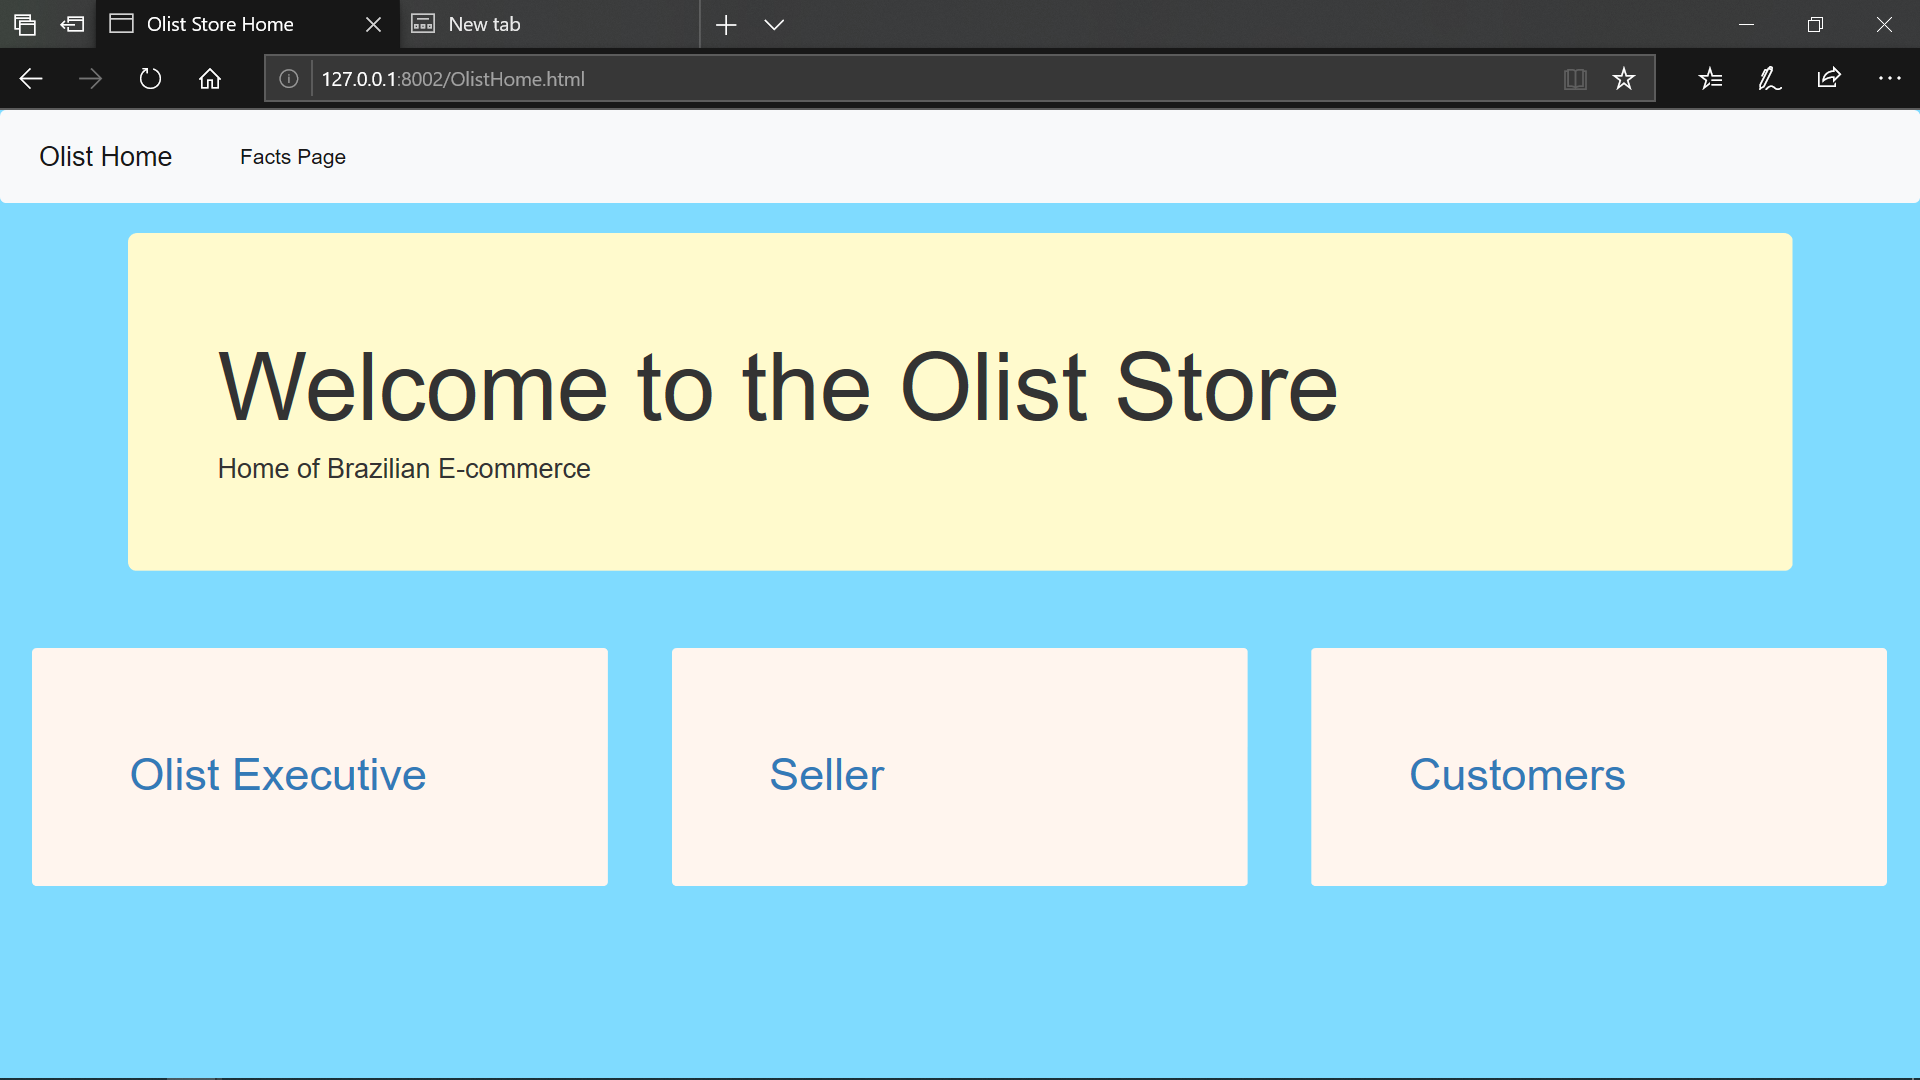 Olist Store Home
New tab
127.0.0.1:8002/OlistHome.html
Olist Home
Facts Page
Welcome to the Olist Store
Home of Brazilian E-commerce
Olist Executive
Seller
Customers